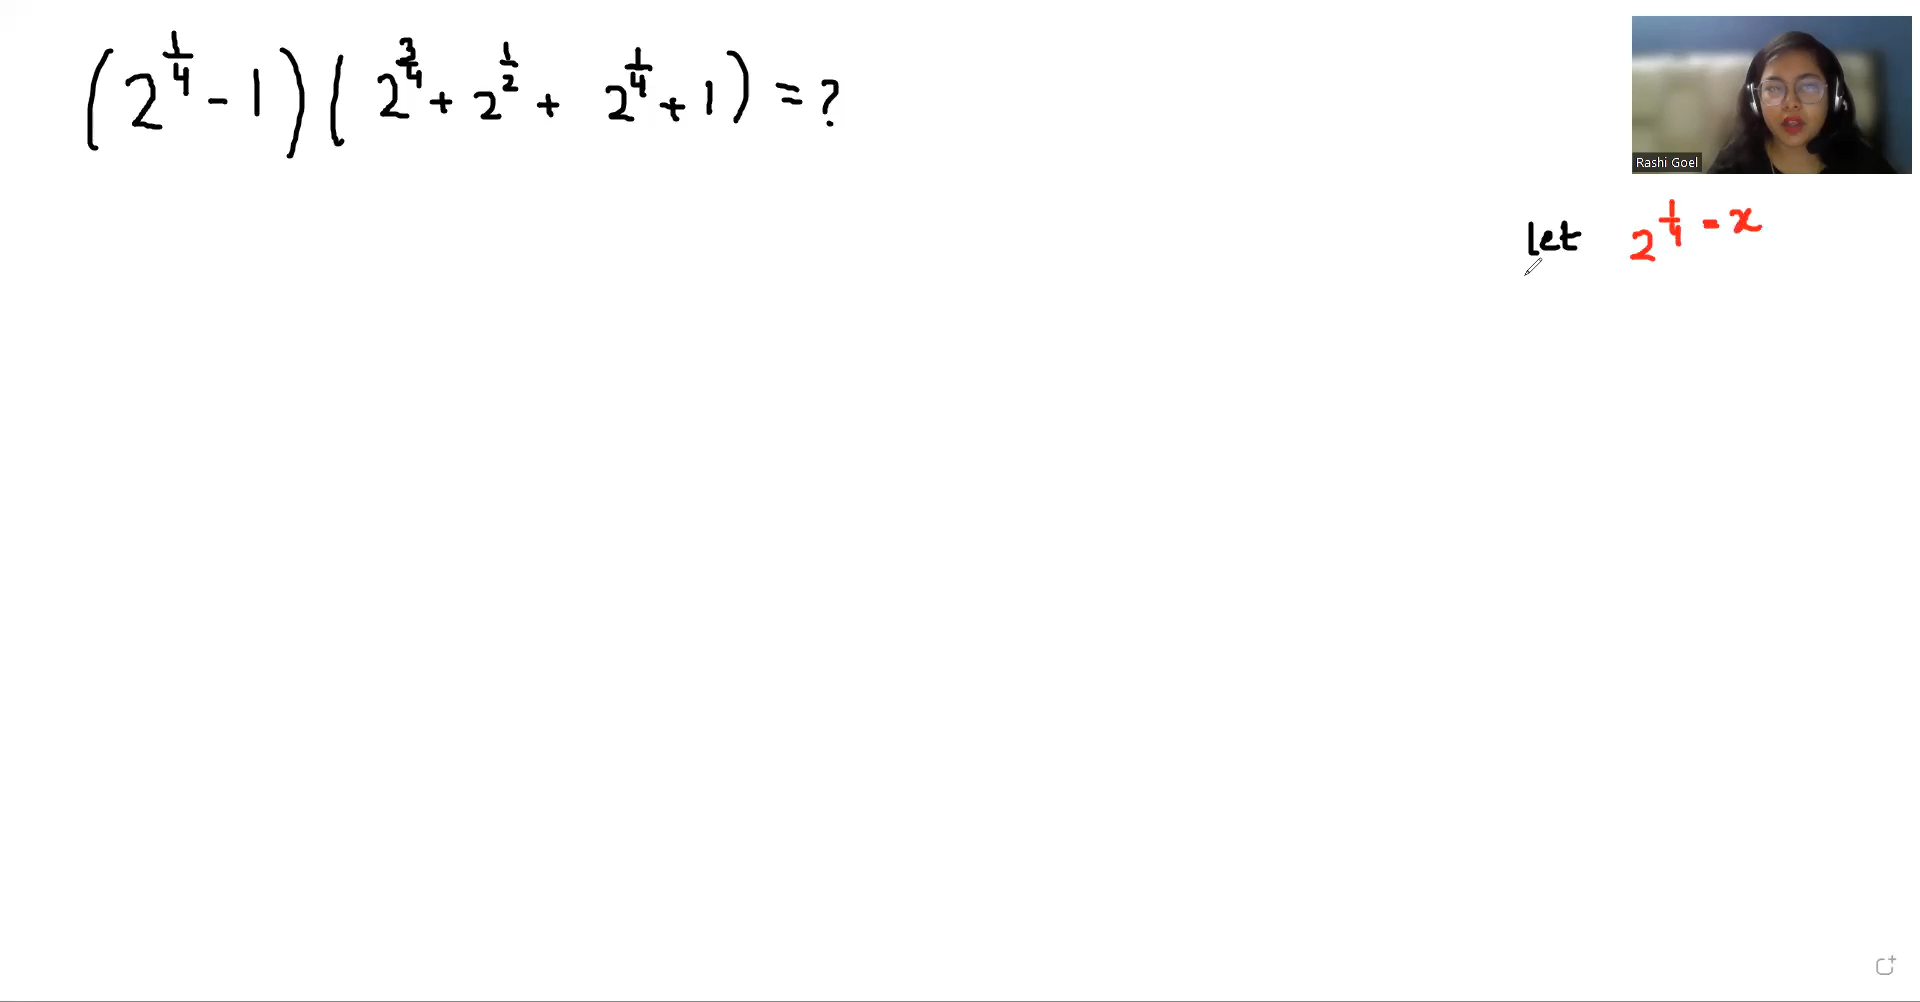 (2^{1/4} - 1)(2^{3/4} + 2^{1/2} + 2^{1/4} + 1) = ?
Rashi Goel
let 2^{1/4} = x